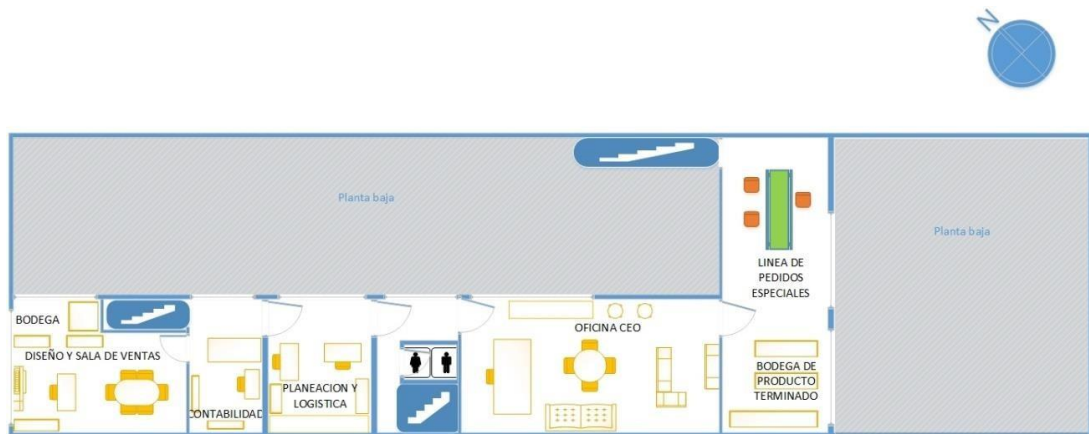 N
Planta baja
Planta baja
LINEA DE
PEDIDOS
ESPECIALES
BODEGA
OFICINA CEO
DISEÑO Y SALA DE VENTAS
BODEGA DE
PRODUCTO
TERMINADO
PLANEACION Y
LOGISTICA
CONTABILIDAD